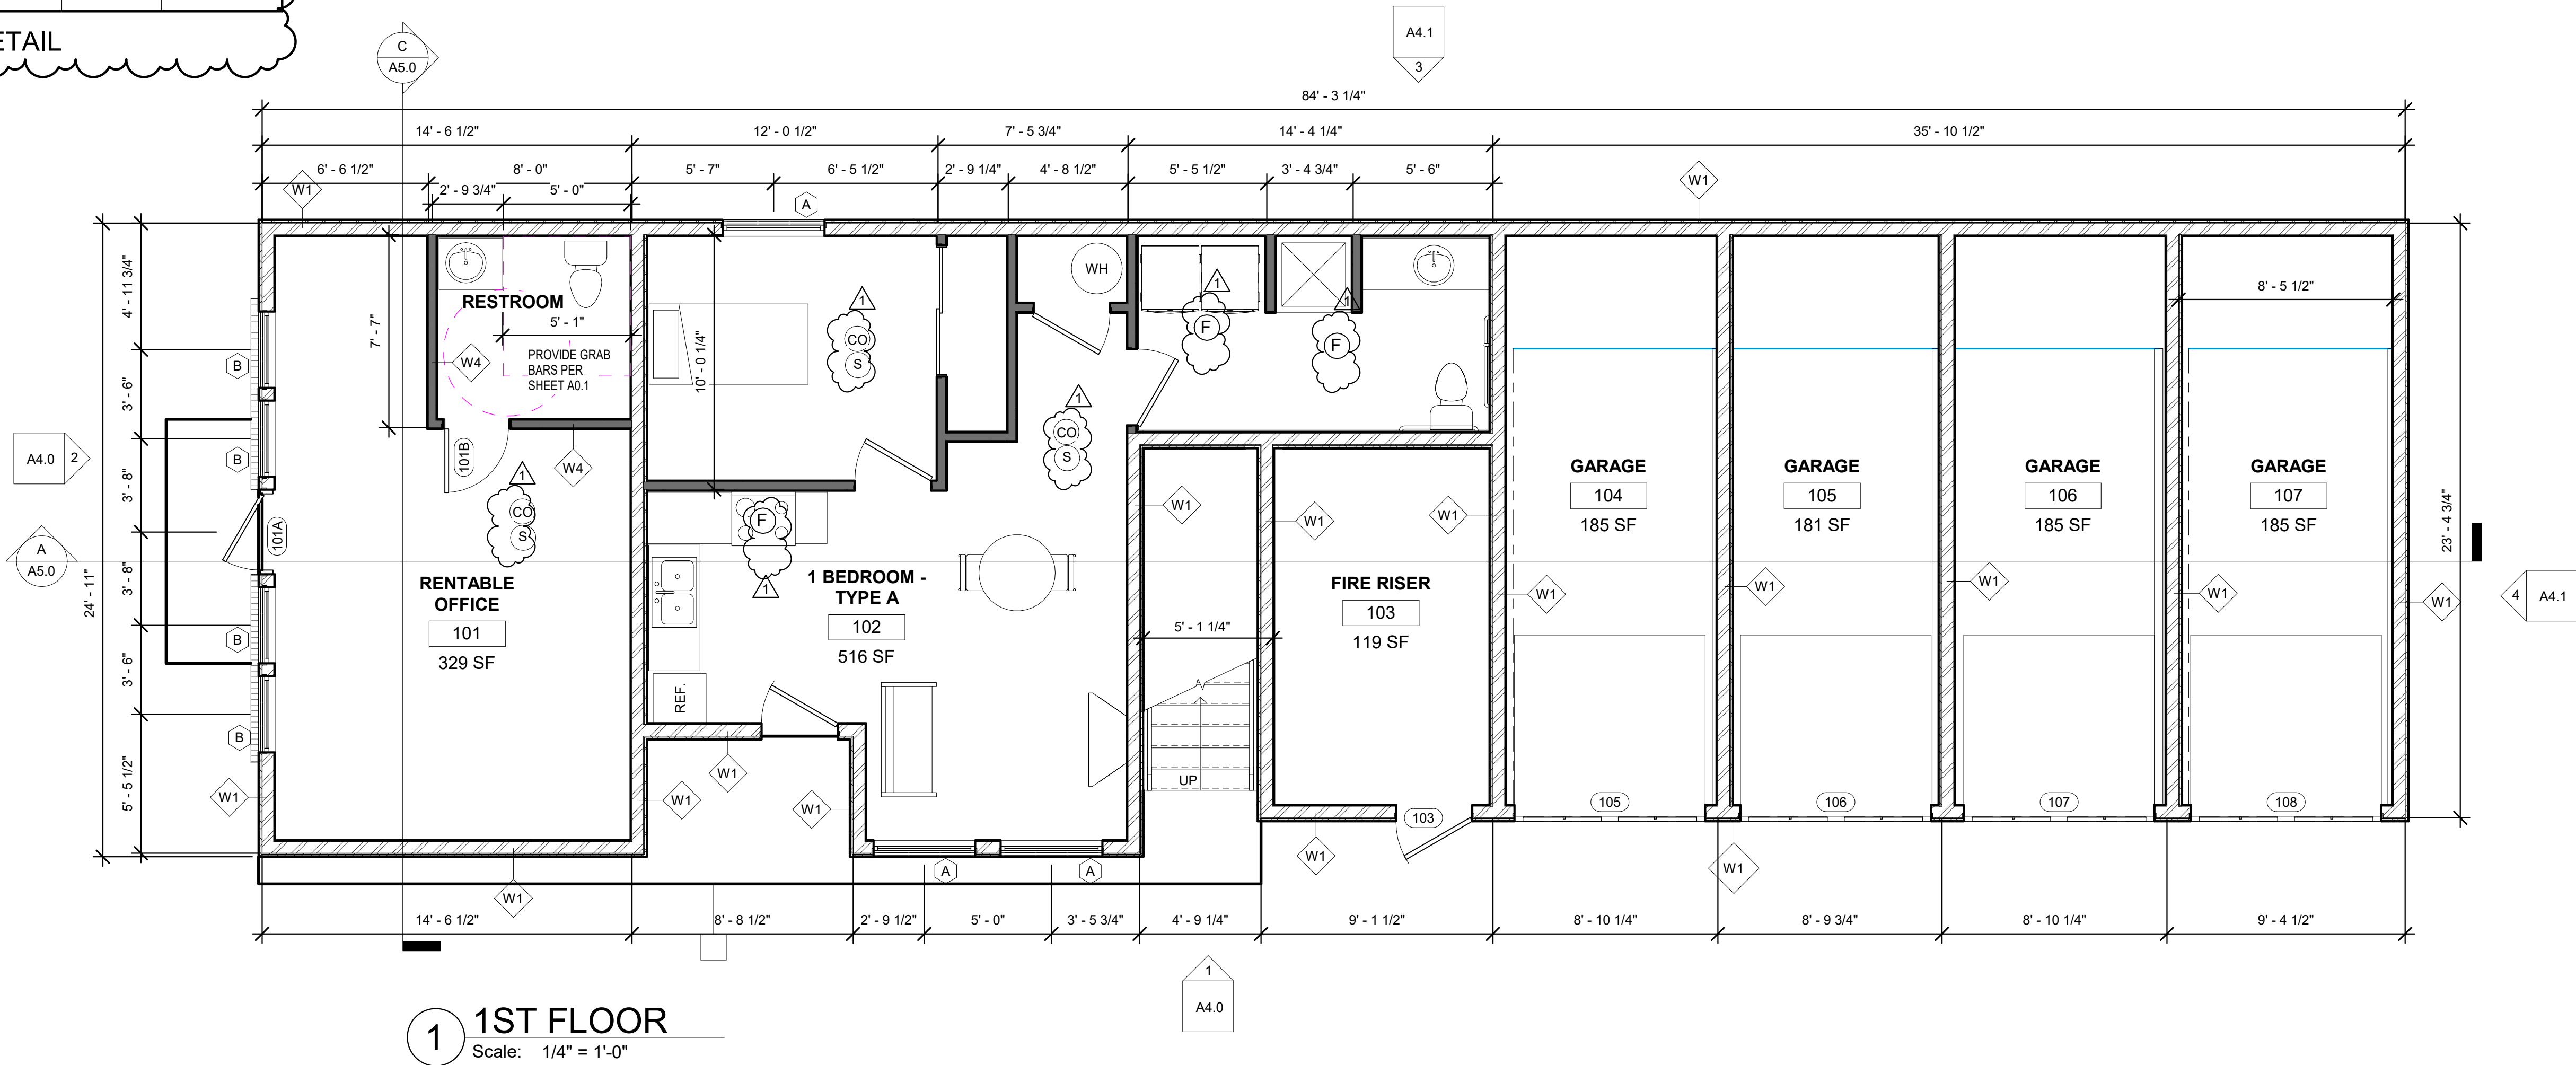 ETAIL
C
A5.0
A4.1
3
84' - 3 1/4"
14' - 6 1/2"
12' - 0 1/2"
7' - 5 3/4"
14' - 4 1/4"
35' - 10 1/2"
6' - 6 1/2"
8' - 0"
5' - 7"
6' - 5 1/2"
2' - 9 1/4"
4' - 8 1/2"
5' - 5 1/2"
3' - 4 3/4"
5' - 6"
W1
W1
2' - 9 3/4"
5' - 0"
A
4' - 11 3/4"
3' - 6"
3' - 8"
3' - 8"
3' - 6"
5' - 5 1/2"
24' - 11"
7' - 7"
RESTROOM
5' - 1"
PROVIDE GRAB
BARS PER
SHEET A0.1
W4
W4
101B
10' - 0 1/4"
1
CO
S
1
CO
S
1
CO
S
WH
1
F
1
F
8' - 5 1/2"
B
B
B
B
A4.0
2
A
A5.0
101A
F
1
RENTABLE
OFFICE
101
329 SF
1 BEDROOM -
TYPE A
102
516 SF
REF.
W1
W1
W1
W1
W1
W1
W1
W1
5' - 1 1/4"
UP
FIRE RISER
103
119 SF
GARAGE
104
185 SF
GARAGE
105
181 SF
GARAGE
106
185 SF
GARAGE
107
185 SF
W1
W1
W1
W1
W1
23' - 4 3/4"
4
A4.1
103
105
106
107
108
W1
W1
W1
A
A
14' - 6 1/2"
8' - 8 1/2"
2' - 9 1/2"
5' - 0"
3' - 5 3/4"
4' - 9 1/4"
9' - 1 1/2"
8' - 10 1/4"
8' - 9 3/4"
8' - 10 1/4"
9' - 4 1/2"
1
A4.0
1
1ST FLOOR
Scale: 1/4" = 1'-0"